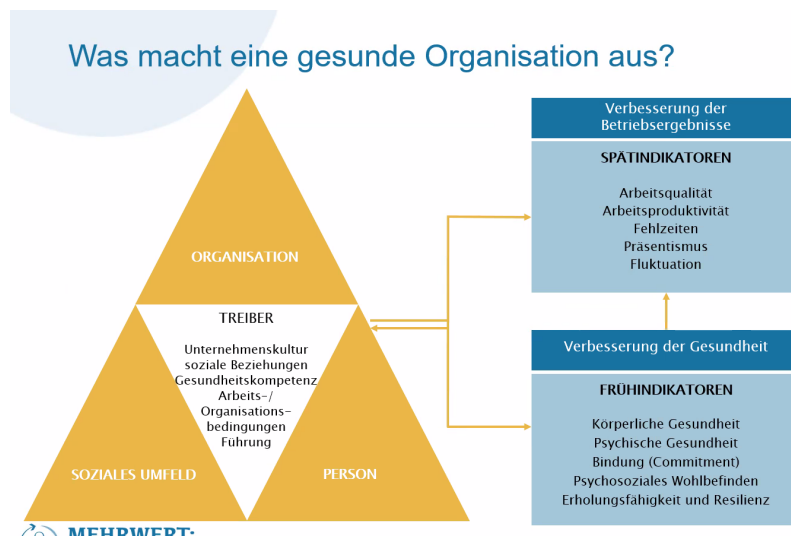 Was macht eine gesunde Organisation aus?
ORGANISATION
TREIBER
Unternehmenskultur
soziale Beziehungen
Gesundheitskompetenz
Arbeits-/
Organisations-
bedingungen
Führung
SOZIALES UMFELD
PERSON
Verbesserung der
Betriebsergebnisse
SPÄTINDIKATOREN
Arbeitsqualität
Arbeitsproduktivität
Fehlzeiten
Präsentismus
Fluktuation
Verbesserung der Gesundheit
FRÜHINDIKATOREN
Körperliche Gesundheit
Psychische Gesundheit
Bindung (Commitment)
Psychosoziales Wohlbefinden
Erholungsfähigkeit und Resilienz
MEHRWERT: